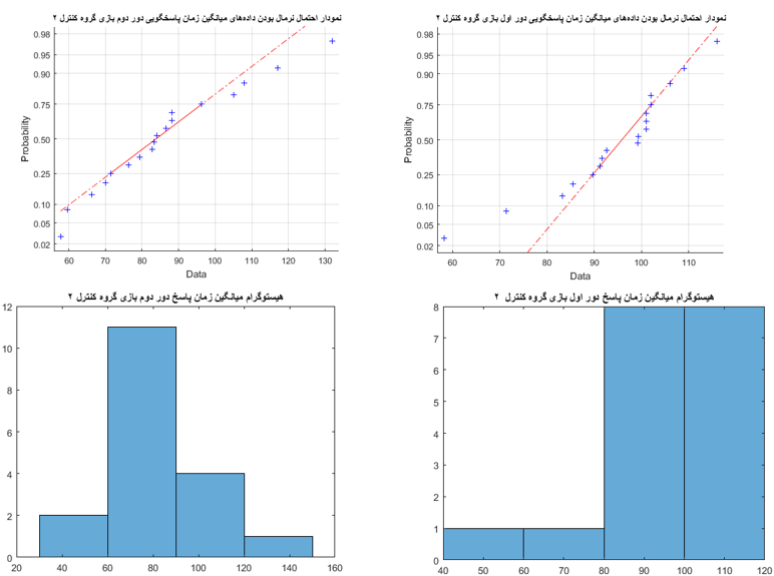 نمودار احتمال نرمال بودن داده‌های میانگین زمان پاسخگویی دور دوم بازی گروه کنترل ۲
0.98
0.95
0.90
0.75
0.50
0.25
0.10
0.05
0.02
Probability
60 70 80 90 100 110 120 130
Data
نمودار احتمال نرمال بودن داده‌های میانگین زمان پاسخگویی دور اول بازی گروه کنترل ۲
0.98
0.95
0.90
0.75
0.50
0.25
0.10
0.05
0.02
Probability
60 70 80 90 100 110
Data
هیستوگرام میانگین زمان پاسخ دور دوم بازی گروه کنترل ۲
12
10
8
6
4
2
0
20 40 60 80 100 120 140 160
هیستوگرام میانگین زمان پاسخ دور اول بازی گروه کنترل ۲
8
7
6
5
4
3
2
1
0
40 50 60 70 80 90 100 110 120